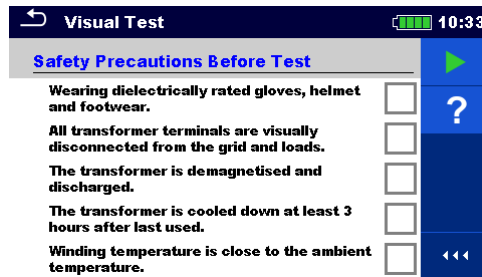 Visual Test
10:33
Safety Precautions Before Test
Wearing dielectrically rated gloves, helmet
and footwear.
All transformer terminals are visually
disconnected from the grid and loads.
The transformer is demagnetised and
discharged.
The transformer is cooled down at least 3
hours after last used.
Winding temperature is close to the ambient
temperature.
?